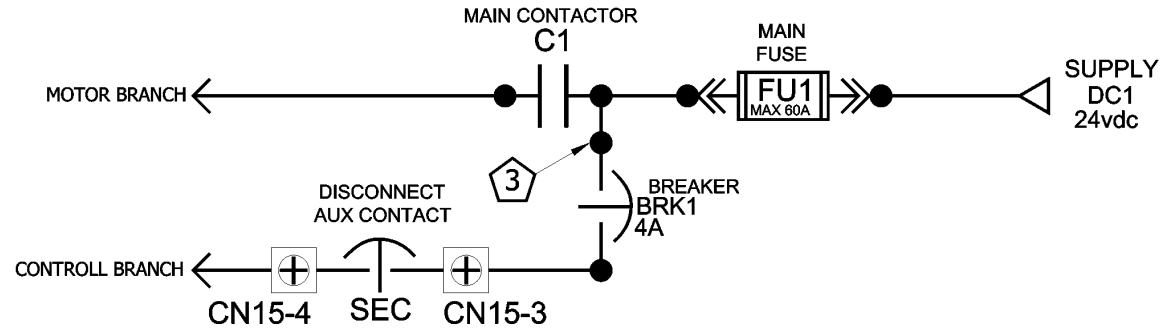 MAIN CONTACTOR
C1
MAIN
FUSE
MOTOR BRANCH
FU1
MAX 60A
SUPPLY
DC1
24vdc
3
DISCONNECT
AUX CONTACT
BREAKER
BRK1
4A
CONTROLL BRANCH
CN15-4
SEC
CN15-3